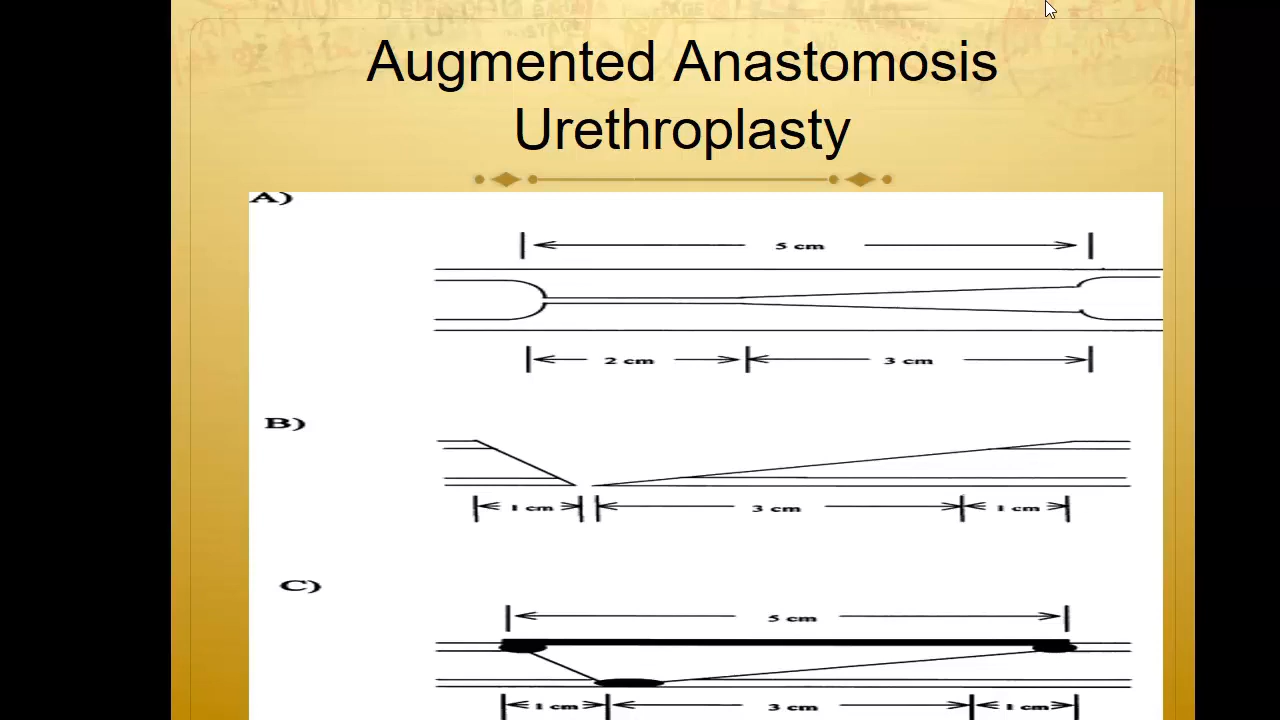 Augmented Anastomosis
Urethroplasty
A)
5 cm
2 cm 3 cm
B)
1 cm 3 cm 1 cm
C)
5 cm
1 cm 3 cm 1 cm